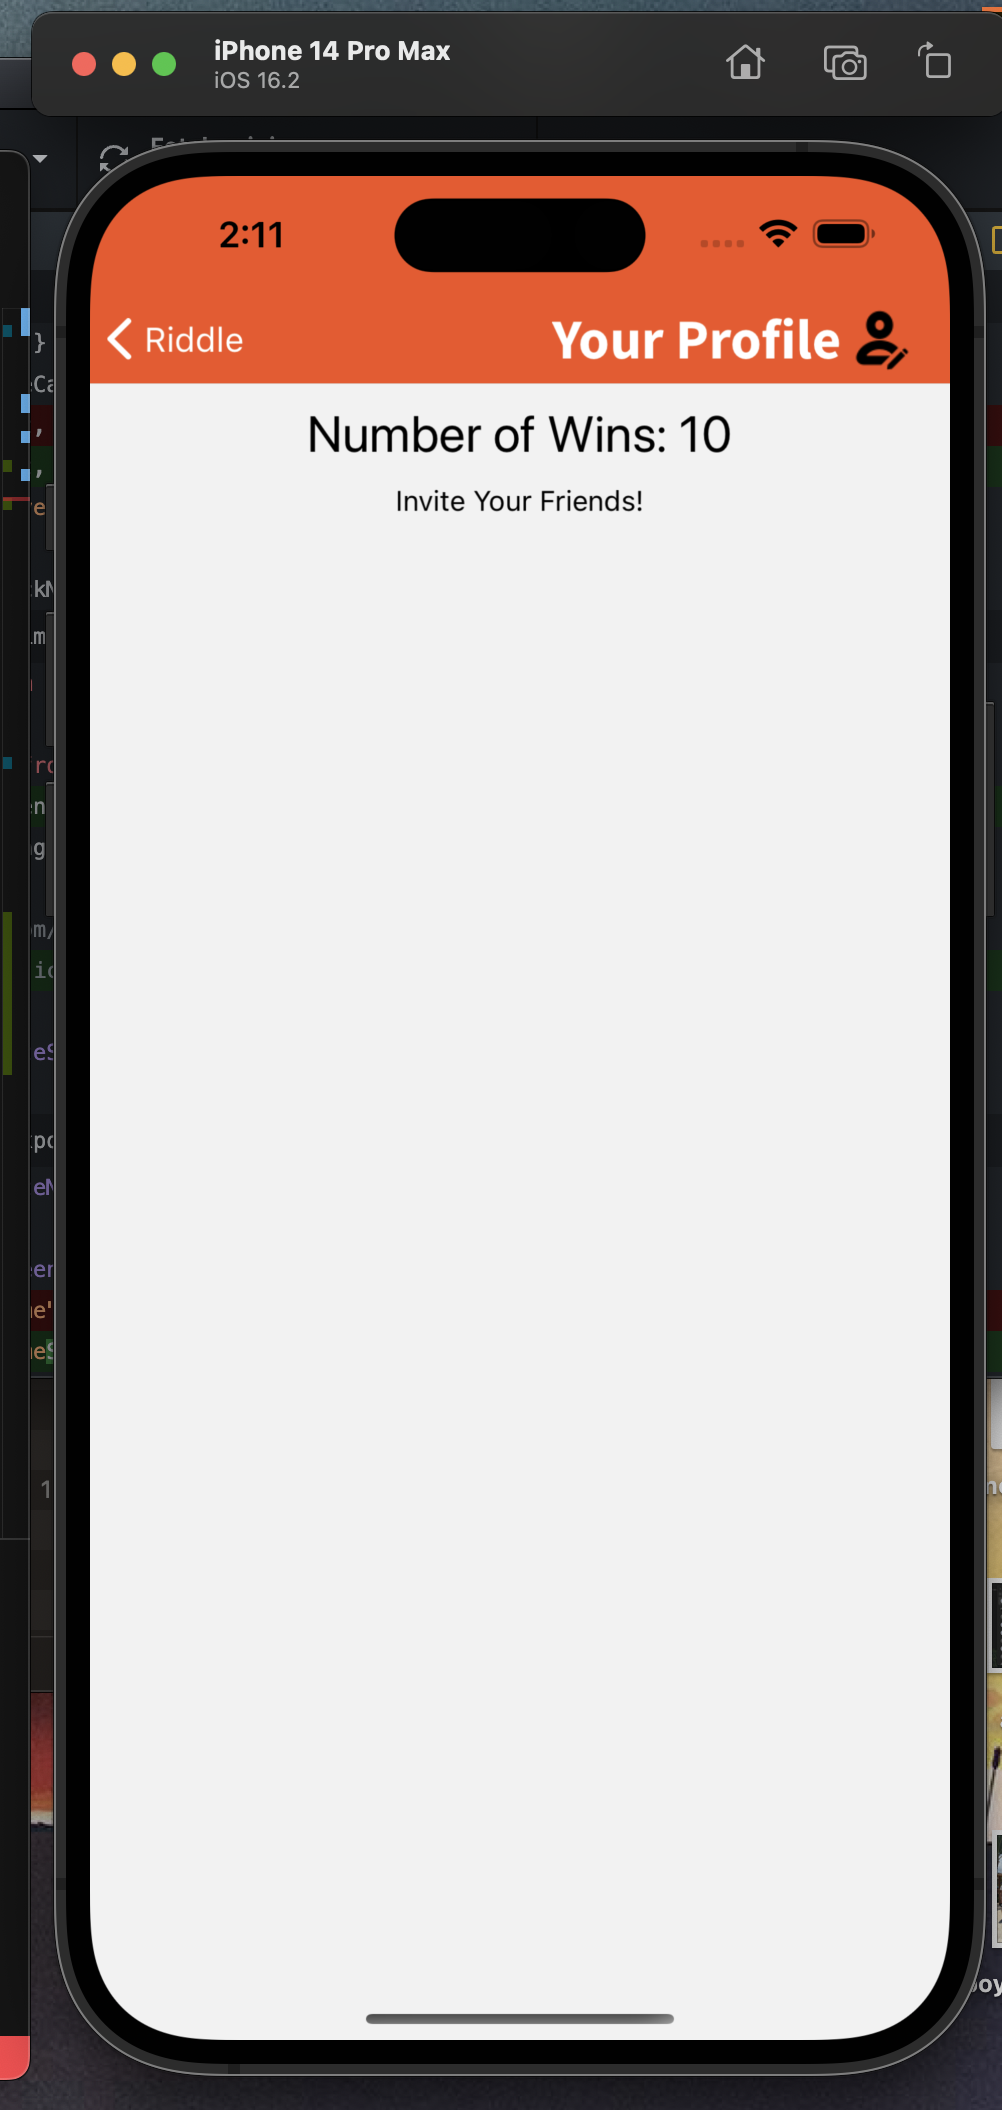 iPhone 14 Pro Max
iOS 16.2
2:11
Riddle
Your Profile
Number of Wins: 10
Invite Your Friends!